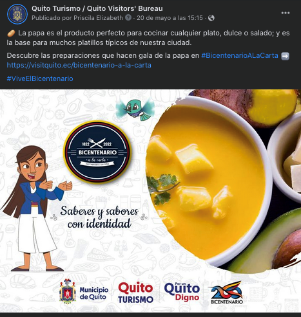 Quito Turismo / Quito Visitors' Bureau
Publicado por Priscila Elizabeth · 20 de mayo a las 15:15 ·
🥔 La papa es el producto perfecto para cocinar cualquier plato, dulce o salado; y es
la base para muchos platillos típicos de nuestra ciudad.
Descubre las preparaciones que hacen gala de la papa en #BicentenarioALaCarta ➡️
https://visitquito.ec/bicentenario-a-la-carta
#ViveElBicentenario
1822 2022
BICENTENARIO
a la carta
Saberes y sabores
con identidad
Municipio
de Quito
Quito
TURISMO
Quito
Digno
BICENTENARIO